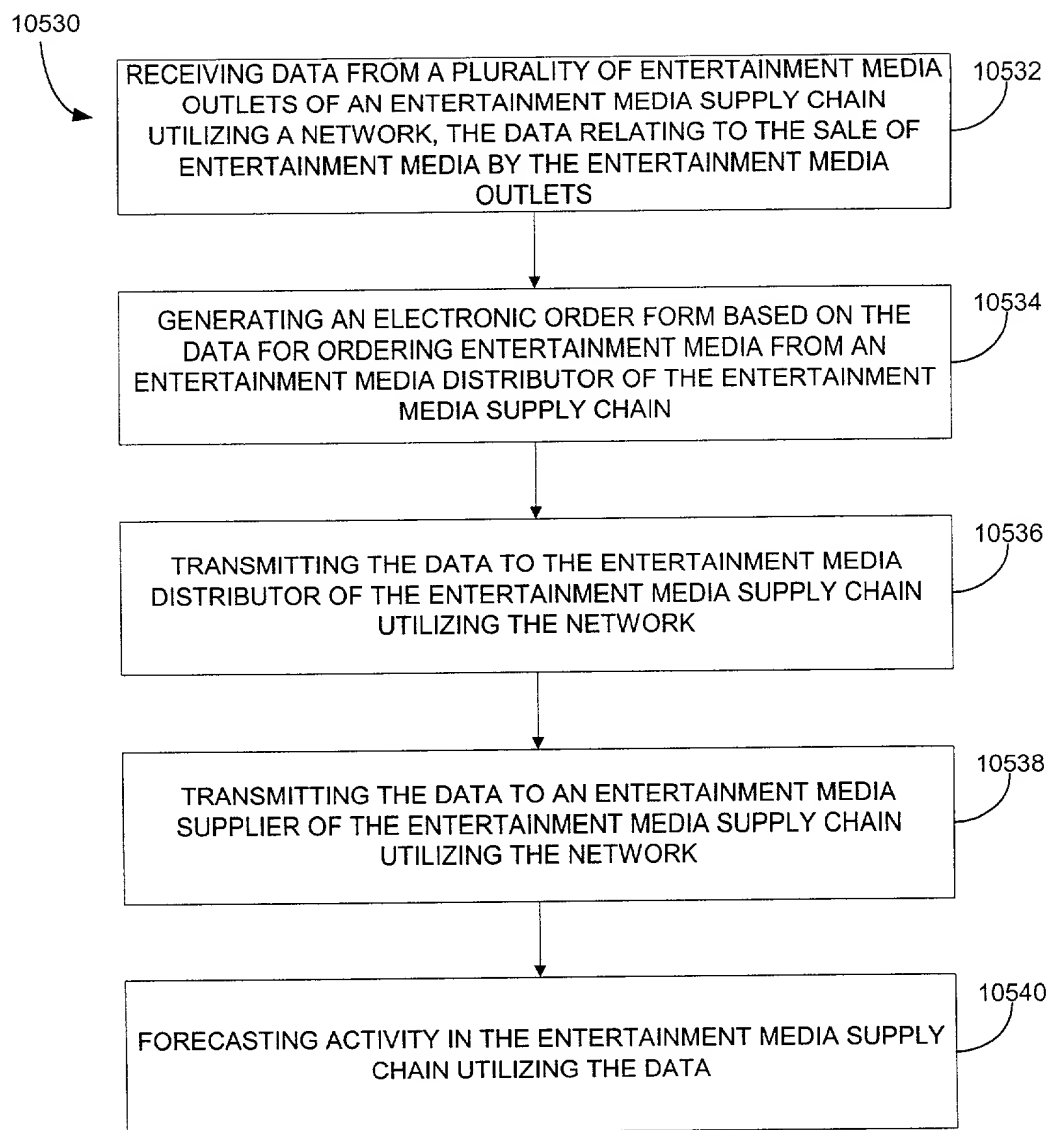 10530
RECEIVING DATA FROM A PLURALITY OF ENTERTAINMENT MEDIA
OUTLETS OF AN ENTERTAINMENT MEDIA SUPPLY CHAIN
UTILIZING A NETWORK, THE DATA RELATING TO THE SALE OF
ENTERTAINMENT MEDIA BY THE ENTERTAINMENT MEDIA
OUTLETS
10532
GENERATING AN ELECTRONIC ORDER FORM BASED ON THE
DATA FOR ORDERING ENTERTAINMENT MEDIA FROM AN
ENTERTAINMENT MEDIA DISTRIBUTOR OF THE ENTERTAINMENT
MEDIA SUPPLY CHAIN
10534
TRANSMITTING THE DATA TO THE ENTERTAINMENT MEDIA
DISTRIBUTOR OF THE ENTERTAINMENT MEDIA SUPPLY CHAIN
UTILIZING THE NETWORK
10536
TRANSMITTING THE DATA TO AN ENTERTAINMENT MEDIA
SUPPLIER OF THE ENTERTAINMENT MEDIA SUPPLY CHAIN
UTILIZING THE NETWORK
10538
FORECASTING ACTIVITY IN THE ENTERTAINMENT MEDIA SUPPLY
CHAIN UTILIZING THE DATA
10540